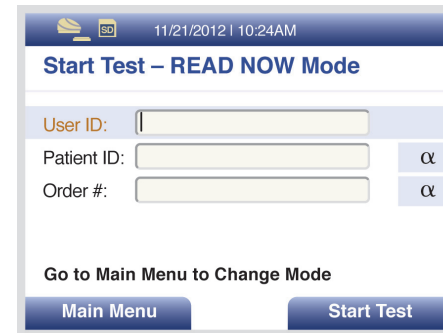 SD 11/21/2012 | 10:24AM
Start Test – READ NOW Mode
User ID:
Patient ID: α
Order #: α
Go to Main Menu to Change Mode
Main Menu Start Test